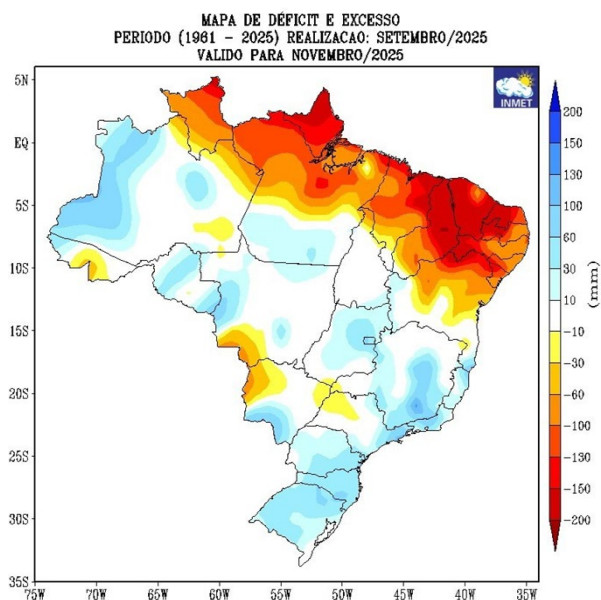 MAPA DE DÉFICIT E EXCESSO
PERIODO (1961 - 2025) REALIZACAO: SETEMBRO/2025
VALIDO PARA NOVEMBRO/2025
INMET
5N
EQ
5S
10S
15S
20S
25S
30S
35S
75W 70W 65W 60W 55W 50W 45W 40W 35W
200
150
130
100
60
30
10
-10
-30
-60
-100
-130
-150
-200
(mm)